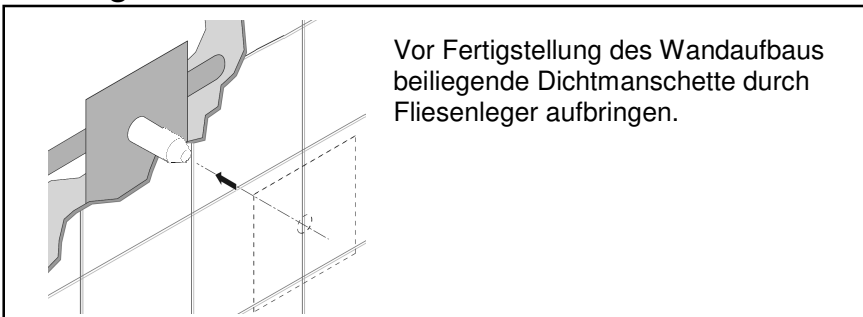 Vor Fertigstellung des Wandaufbaus
beiliegende Dichtmanschette durch
Fliesenleger aufbringen.